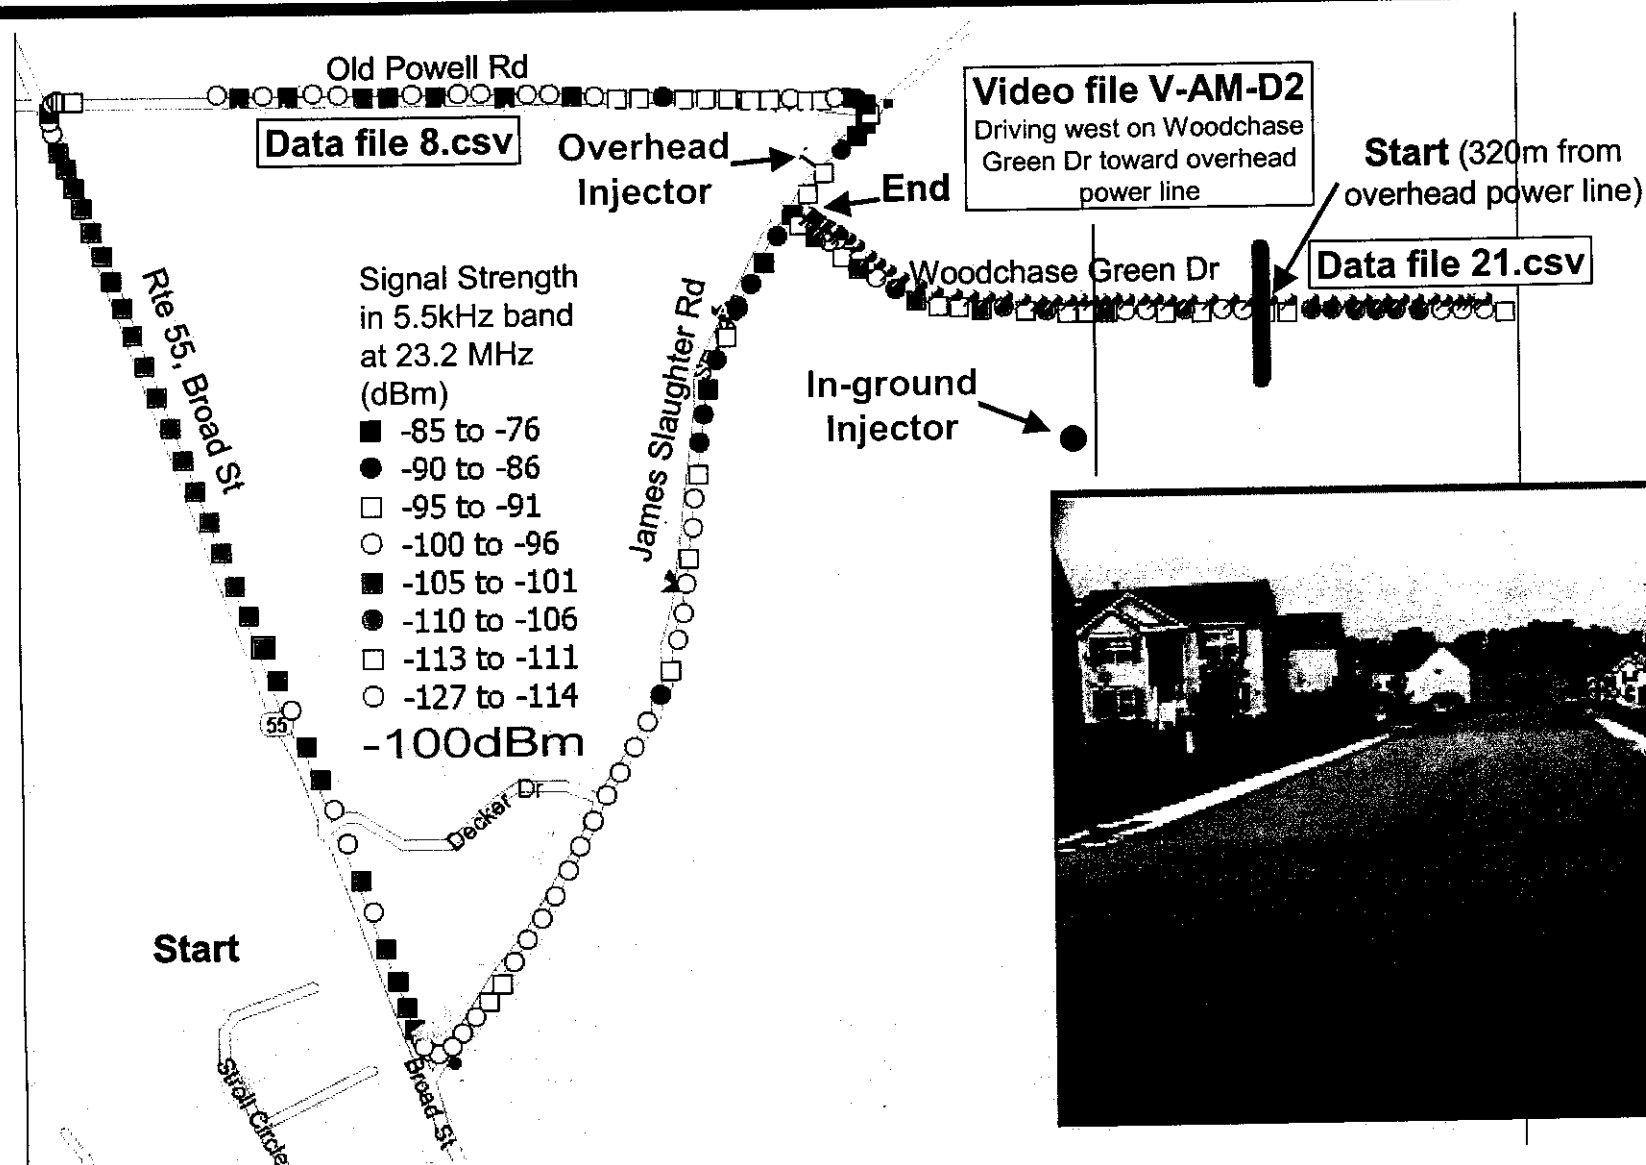 Old Powell Rd
Data file 8.csv
Overhead
Injector
End
Video file V-AM-D2
Driving west on Woodchase
Green Dr toward overhead
power line
Start (320m from
overhead power line)
Woodchase Green Dr
Data file 21.csv
Rte 55, Broad St
Signal Strength
in 5.5kHz band
at 23.2 MHz
(dBm)
-85 to -76
-90 to -86
-95 to -91
-100 to -96
-105 to -101
-110 to -106
-113 to -111
-127 to -114
-100dBm
James Slaughter Rd
In-ground
Injector
55
Decker Dr
Start
Stroll Circle
Broad St